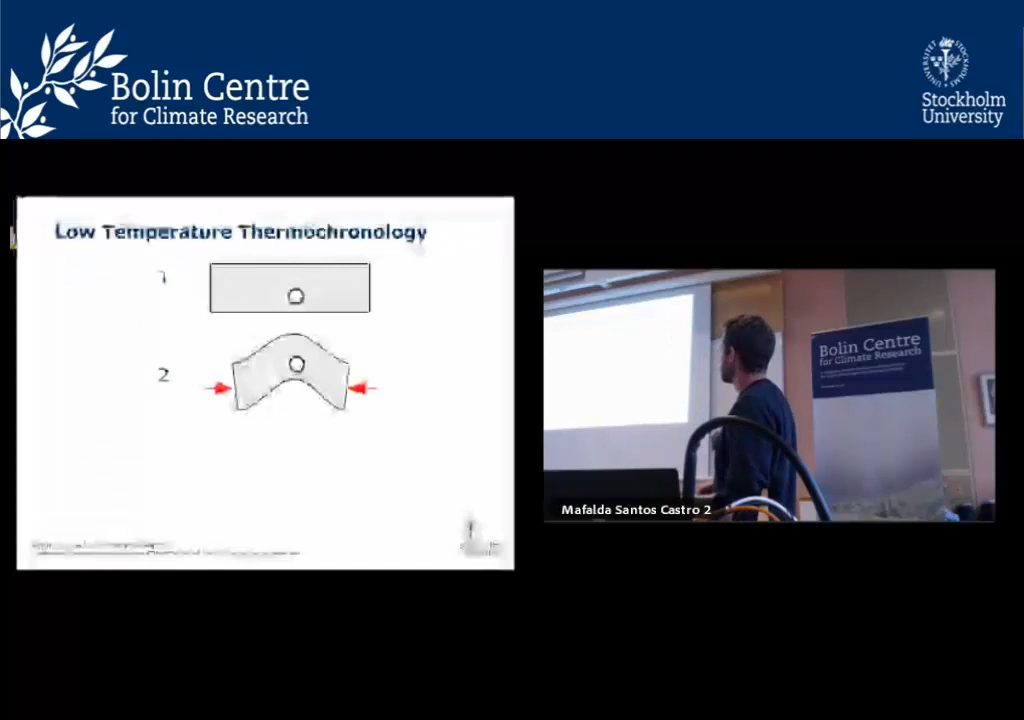 Bolin Centre
for Climate Research
Stockholm
University
Low Temperature Thermochronology
1
2
Bolin Centre
for Climate Research
Mafalda Santos Castro 2